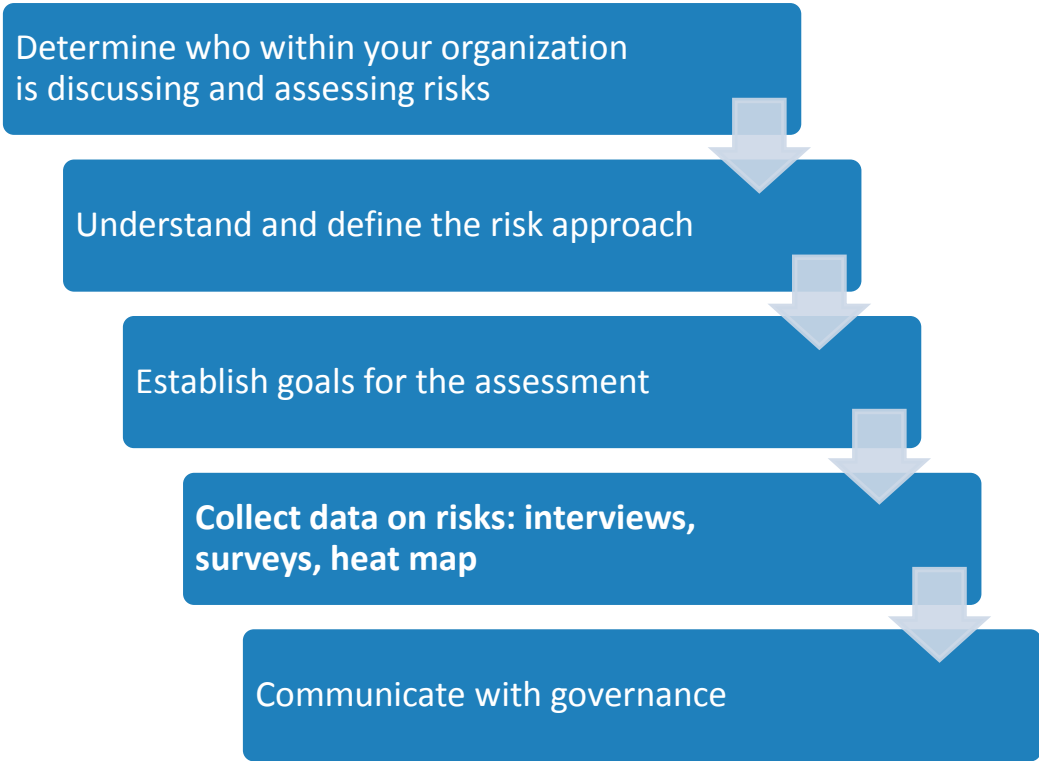 Determine who within your organization
is discussing and assessing risks
Understand and define the risk approach
Establish goals for the assessment
Collect data on risks: interviews,
surveys, heat map
Communicate with governance